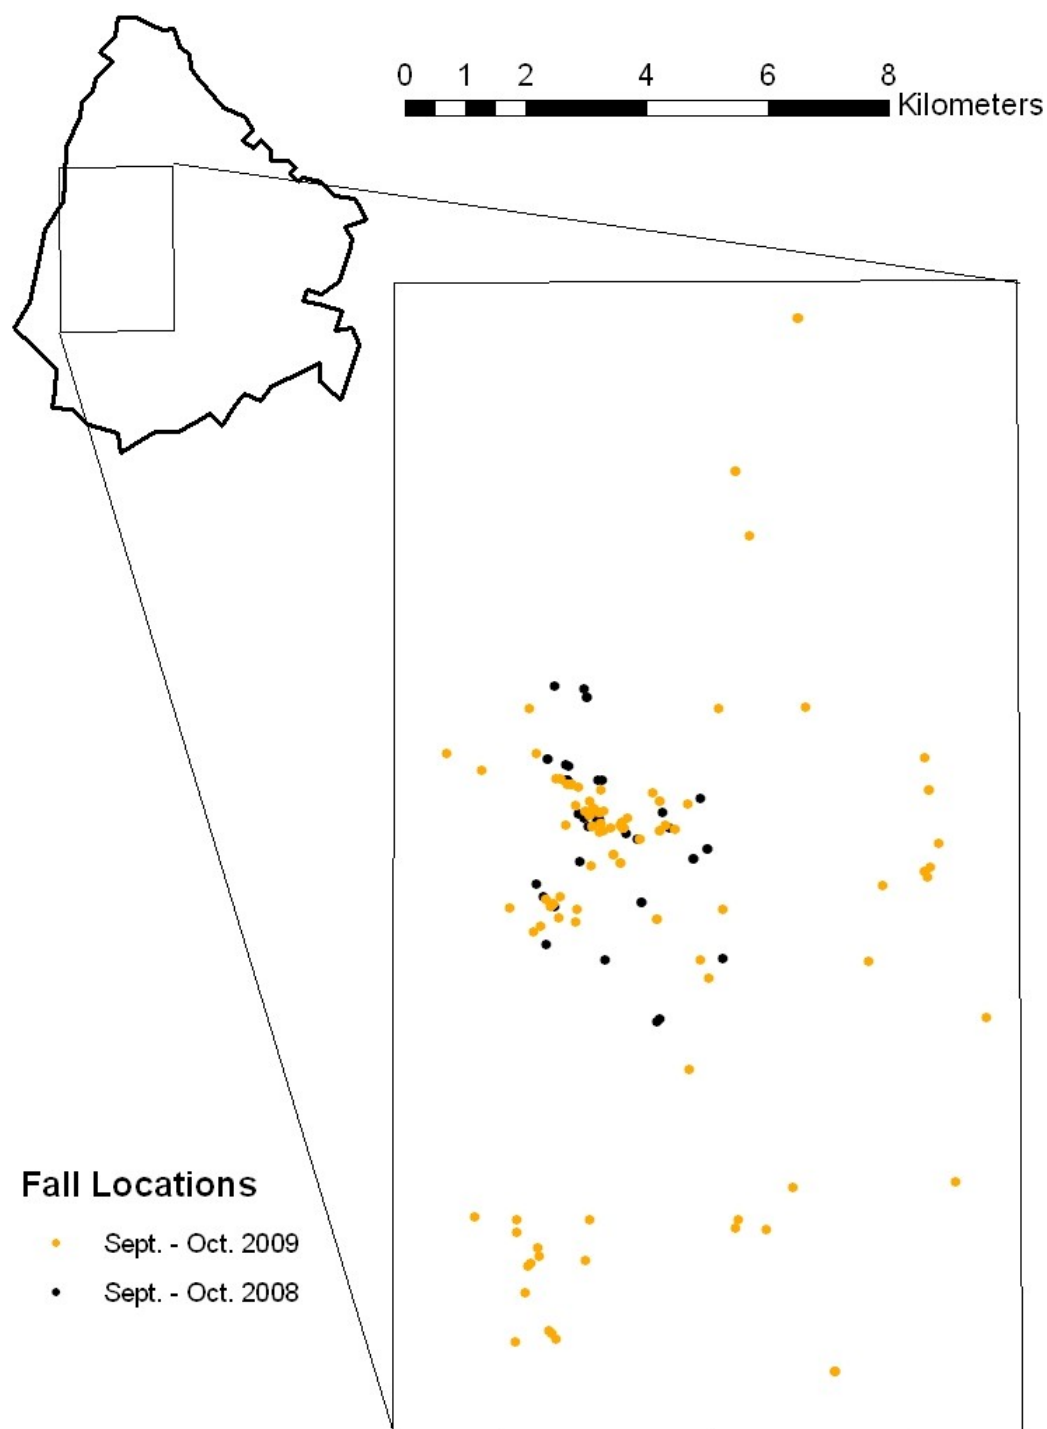 0 1 2 4 6 8
Kilometers
Fall Locations
Sept. - Oct. 2009
Sept. - Oct. 2008